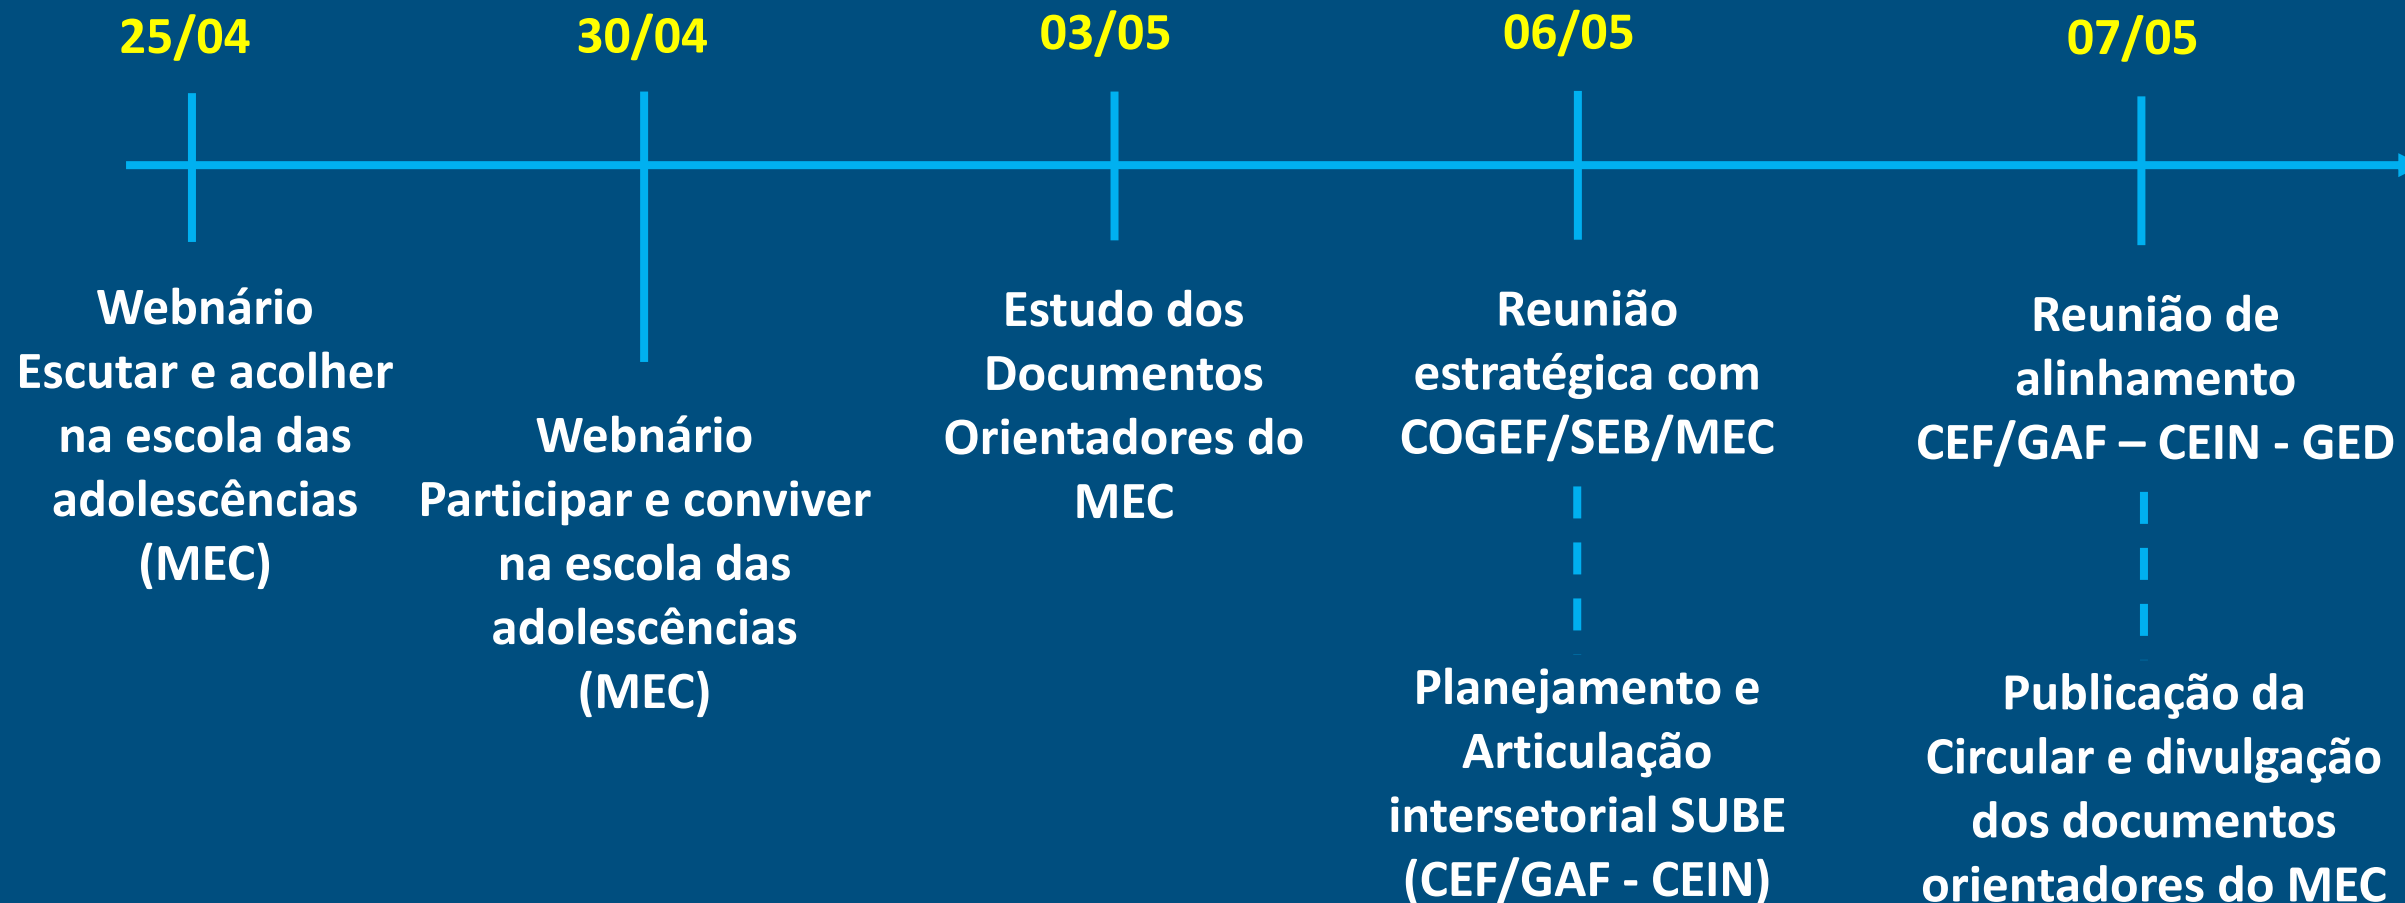 25/04
Webnário
Escutar e acolher
na escola das
adolescências
(MEC)
30/04
Webnário
Participar e conviver
na escola das
adolescências
(MEC)
03/05
Estudo dos
Documentos
Orientadores do
MEC
06/05
Reunião
estratégica com
COGEF/SEB/MEC
Planejamento e
Articulação
intersetorial SUBE
(CEF/GAF - CEIN)
07/05
Reunião de
alinhamento
CEF/GAF – CEIN - GED
Publicação da
Circular e divulgação
dos documentos
orientadores do MEC